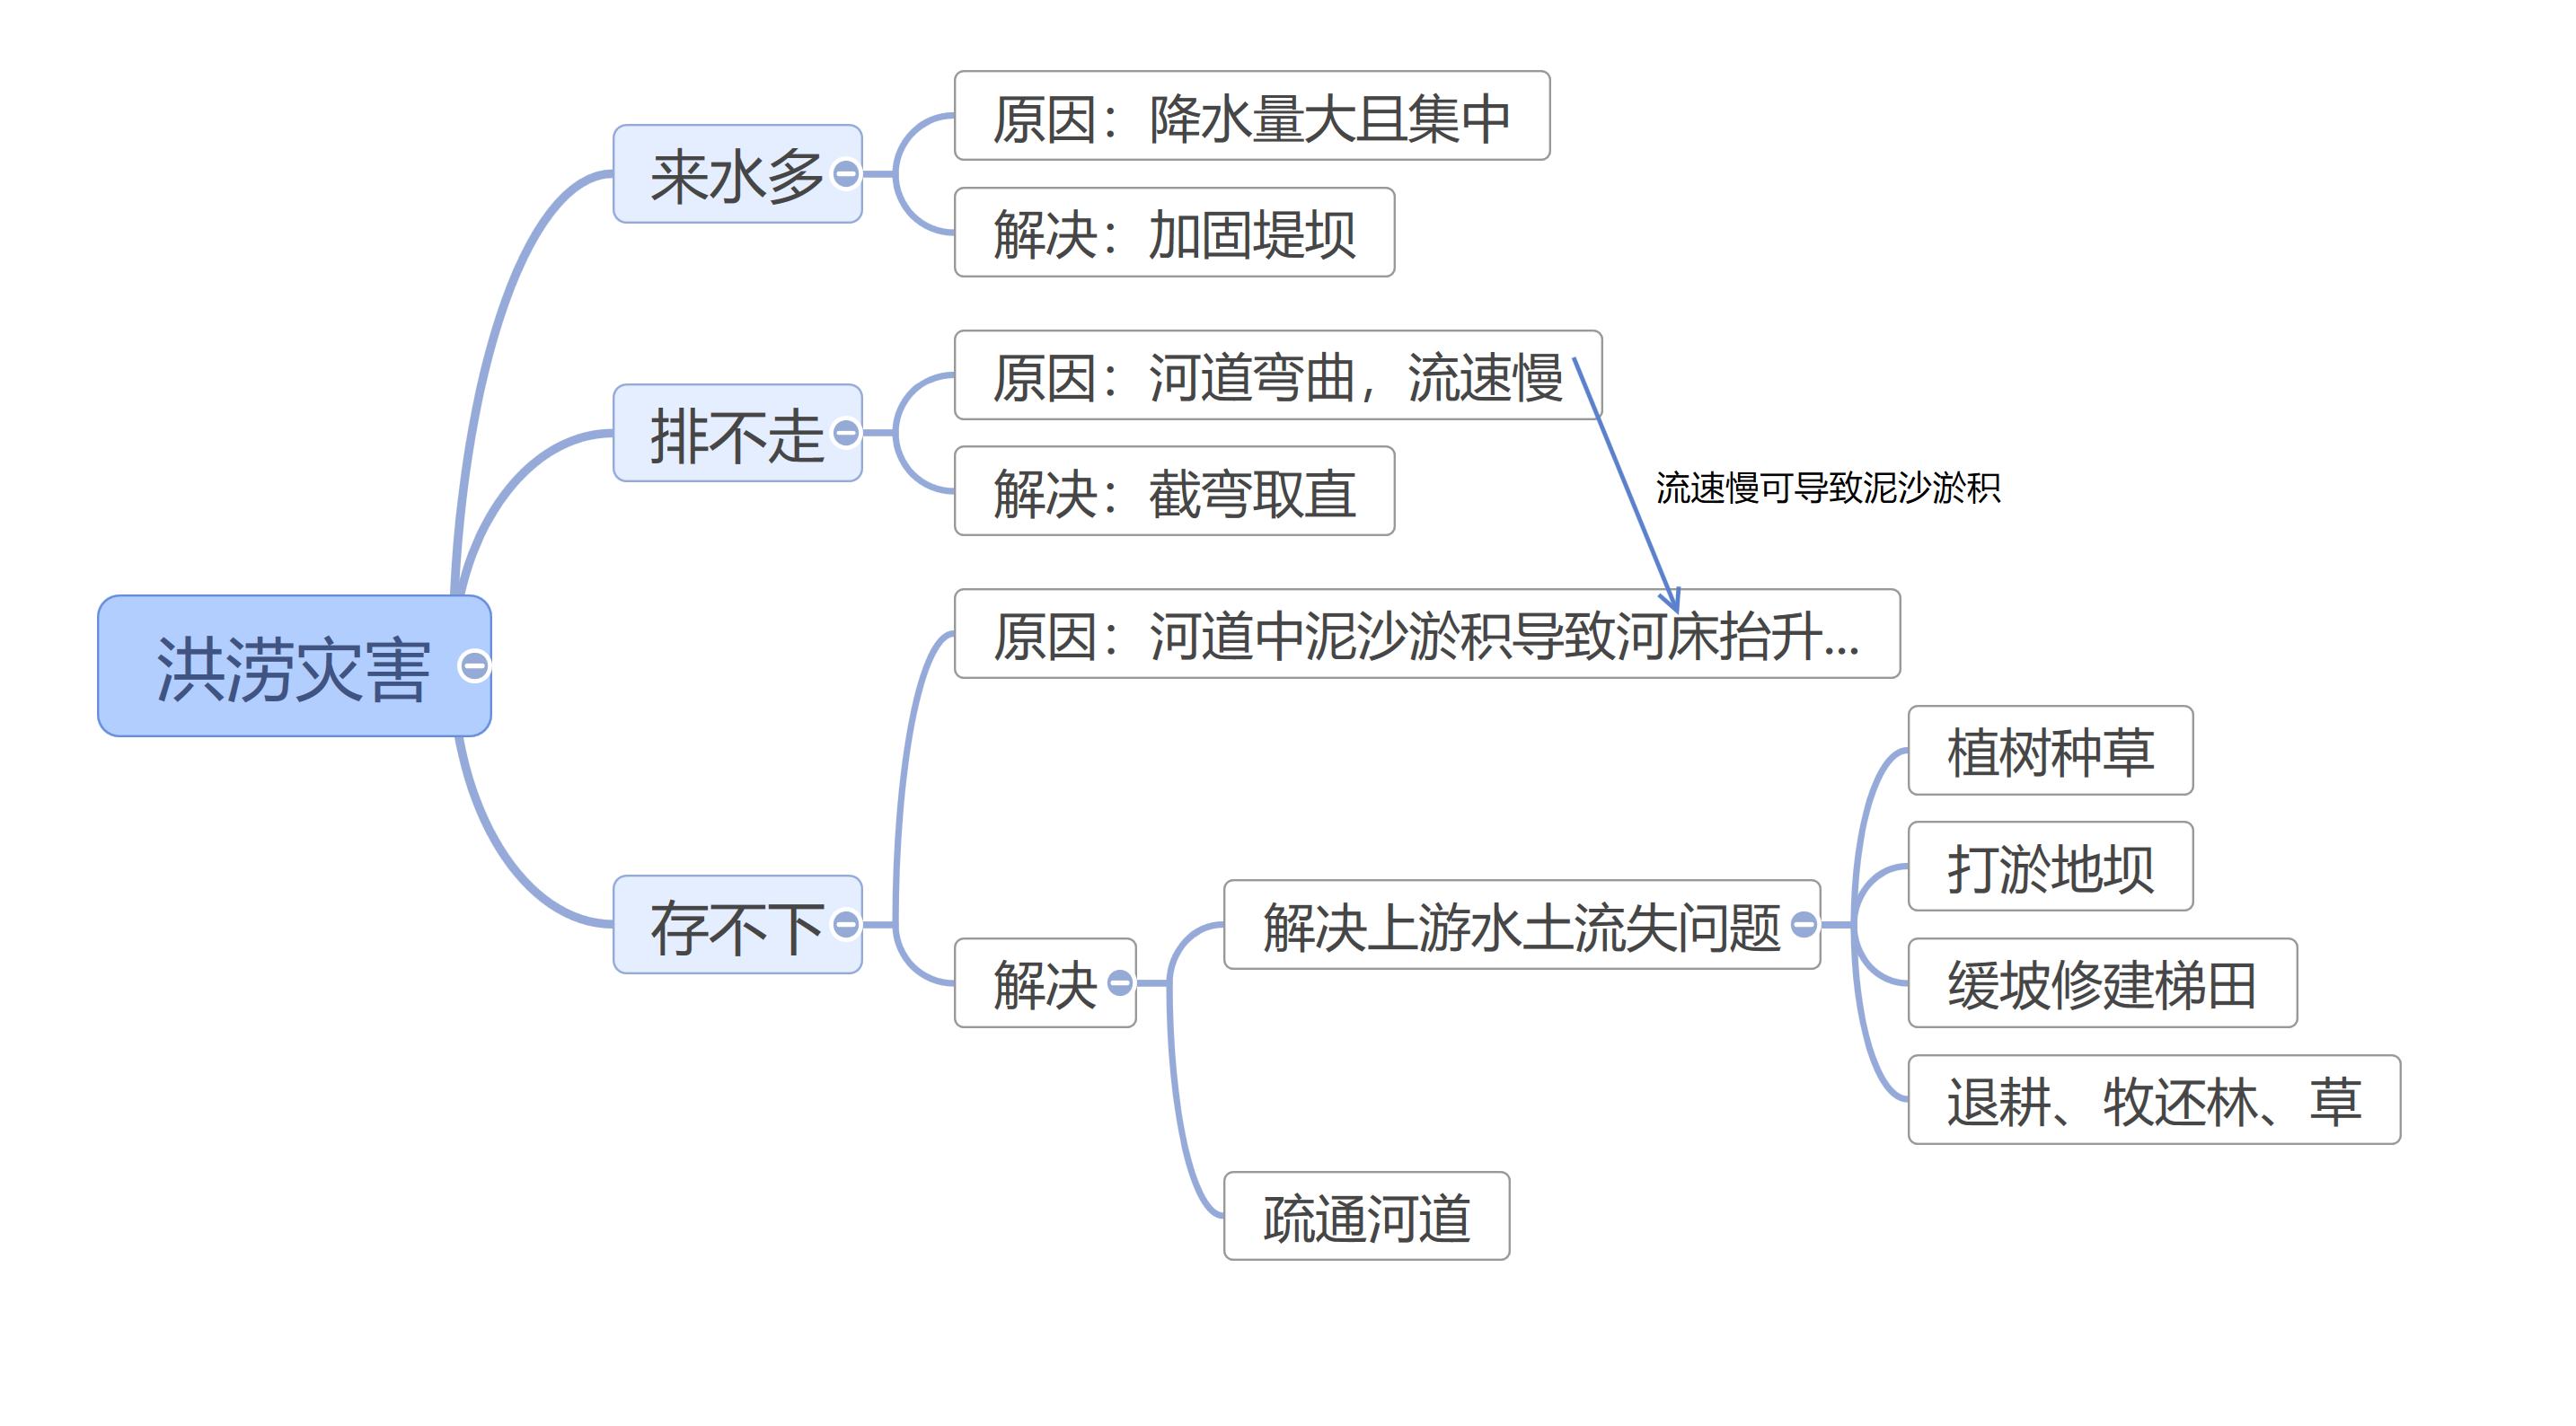 原因：降水量大且集中
来水多
解决：加固堤坝
原因：河道弯曲，流速慢
排不走
解决：截弯取直
流速慢可导致泥沙淤积
洪涝灾害
原因：河道中泥沙淤积导致河床抬升...
植树种草
打淤地坝
存不下
解决上游水土流失问题
解决
缓坡修建梯田
退耕、牧还林、草
疏通河道